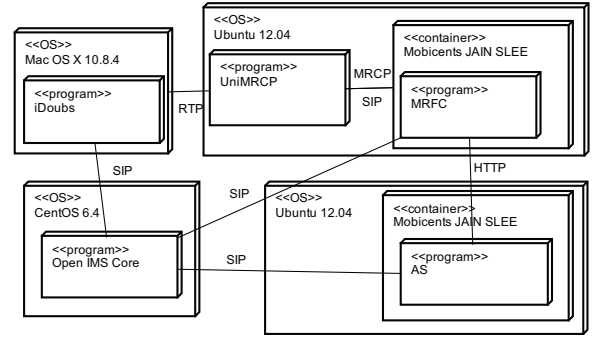 <<OS>>
Mac OS X 10.8.4
<<program>>
iDoubs
<<OS>>
Ubuntu 12.04
<<program>>
UniMRCP
<<container>>
Mobicents JAIN SLEE
<<program>>
MRFC
RTP
MRCP
SIP
SIP
SIP
HTTP
<<OS>>
CentOS 6.4
<<program>>
Open IMS Core
SIP
<<OS>>
Ubuntu 12.04
<<container>>
Mobicents JAIN SLEE
<<program>>
AS